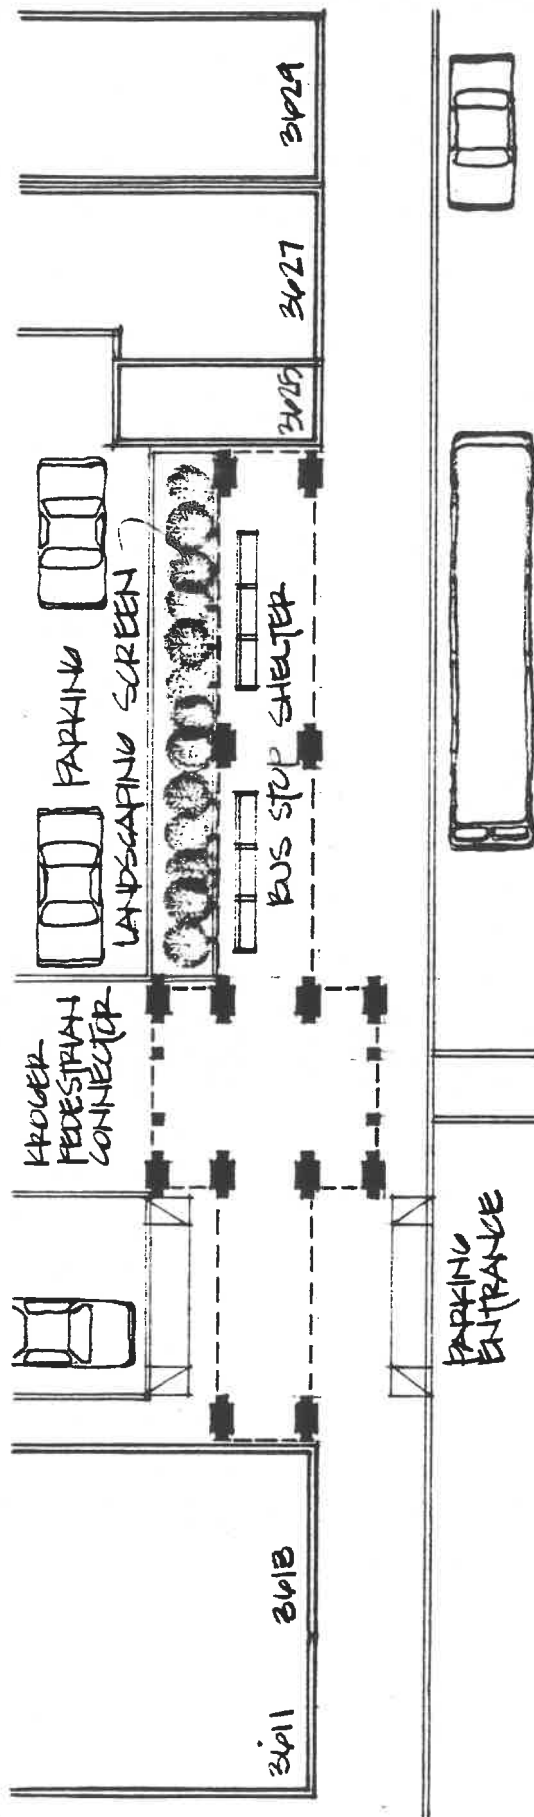 3629
3627
3625
PARKING
LANDSCAPING SCREEN
BUS STOP SHELTER
KROGER
PEDESTRIAN
CONNECTOR
PARKING
ENTRANCE
3613
3611